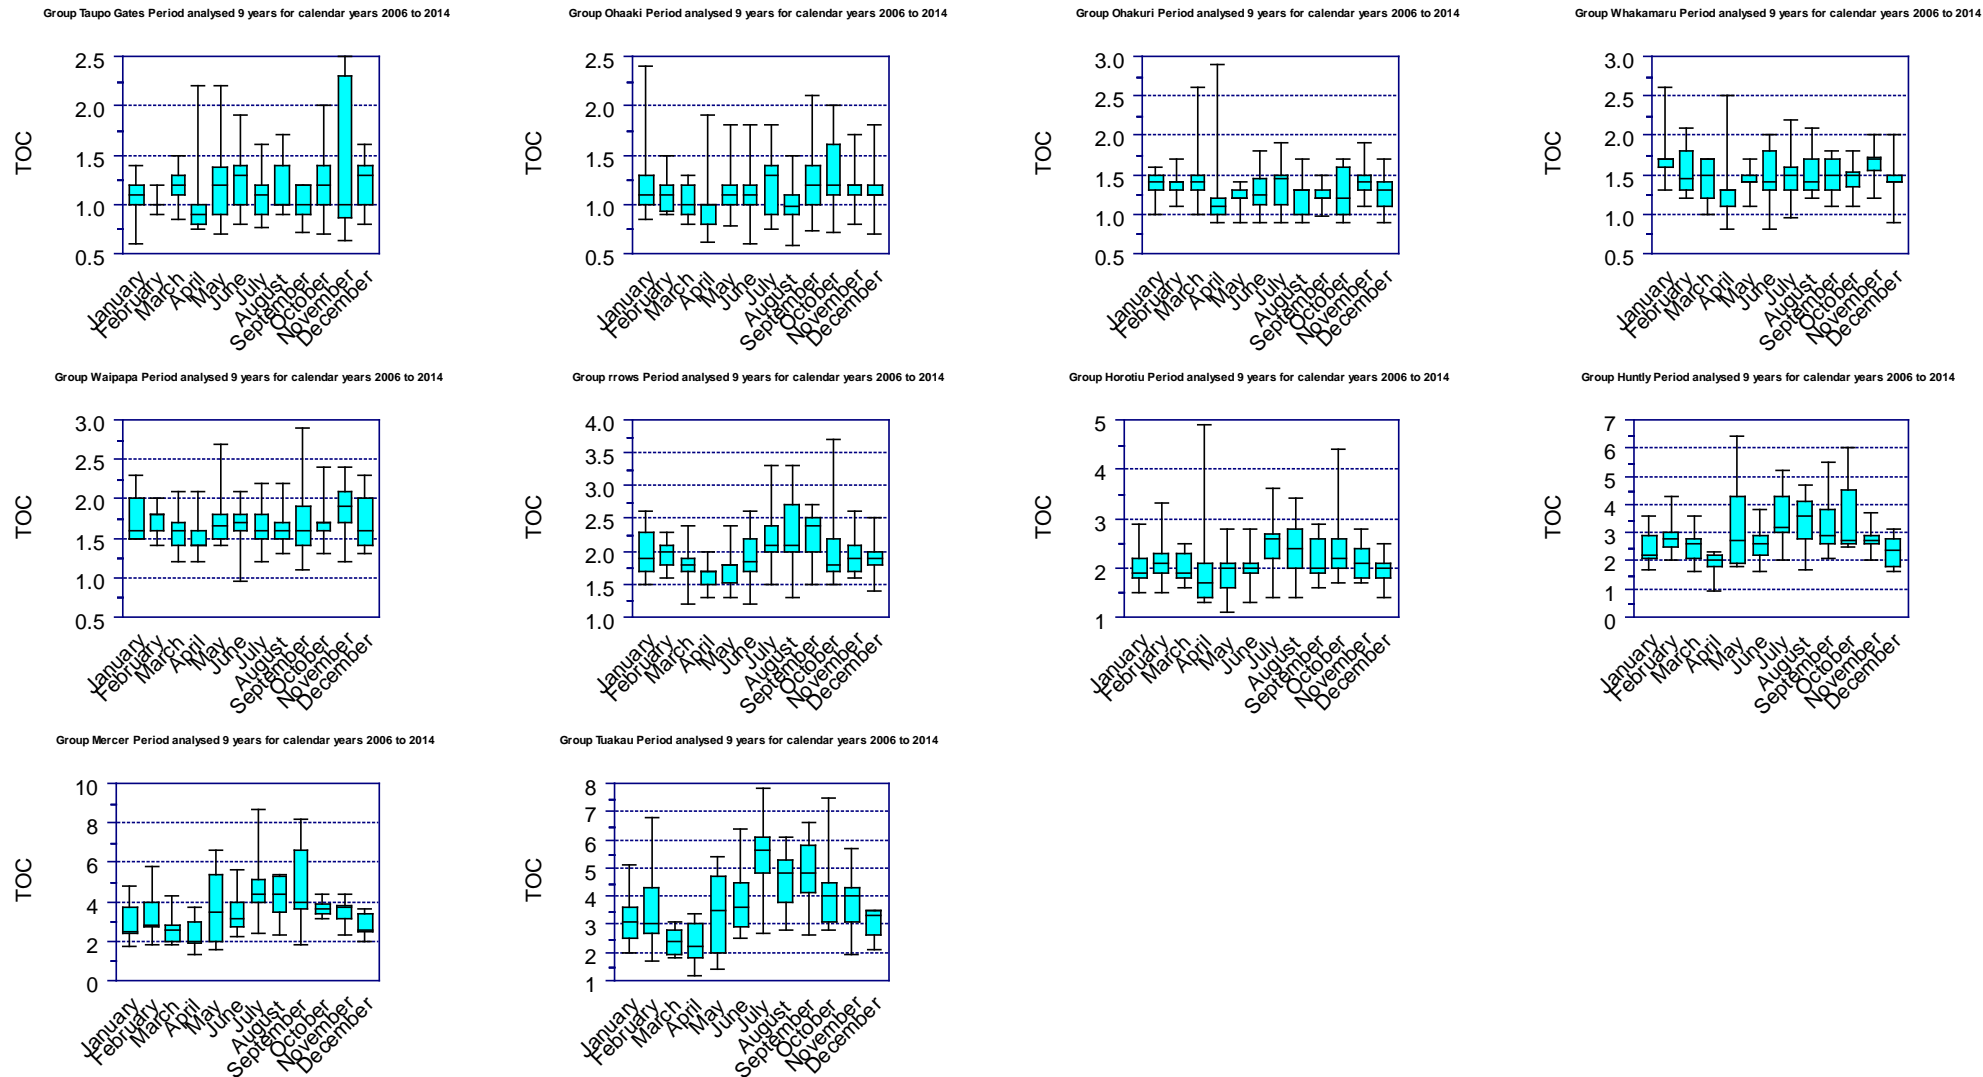 Group Taupo Gates Period analysed 9 years for calendar years 2006 to 2014
TOC
2.5
2.0
1.5
1.0
0.5
January
February
March
April
May
June
July
August
September
October
November
December
Group Ohaaki Period analysed 9 years for calendar years 2006 to 2014
TOC
2.5
2.0
1.5
1.0
0.5
January
February
March
April
May
June
July
August
September
October
November
December
Group Ohakuri Period analysed 9 years for calendar years 2006 to 2014
TOC
3.0
2.5
2.0
1.5
1.0
0.5
January
February
March
April
May
June
July
August
September
October
November
December
Group Whakamaru Period analysed 9 years for calendar years 2006 to 2014
TOC
3.0
2.5
2.0
1.5
1.0
0.5
January
February
March
April
May
June
July
August
September
October
November
December
Group Waipapa Period analysed 9 years for calendar years 2006 to 2014
TOC
3.0
2.5
2.0
1.5
1.0
0.5
January
February
March
April
May
June
July
August
September
October
November
December
Group rrows Period analysed 9 years for calendar years 2006 to 2014
TOC
4.0
3.5
3.0
2.5
2.0
1.5
1.0
January
February
March
April
May
June
July
August
September
October
November
December
Group Horotiu Period analysed 9 years for calendar years 2006 to 2014
TOC
5
4
3
2
1
January
February
March
April
May
June
July
August
September
October
November
December
Group Huntly Period analysed 9 years for calendar years 2006 to 2014
TOC
7
6
5
4
3
2
1
0
January
February
March
April
May
June
July
August
September
October
November
December
Group Mercer Period analysed 9 years for calendar years 2006 to 2014
TOC
10
8
6
4
2
0
January
February
March
April
May
June
July
August
September
October
November
December
Group Tuakau Period analysed 9 years for calendar years 2006 to 2014
TOC
8
7
6
5
4
3
2
1
January
February
March
April
May
June
July
August
September
October
November
December